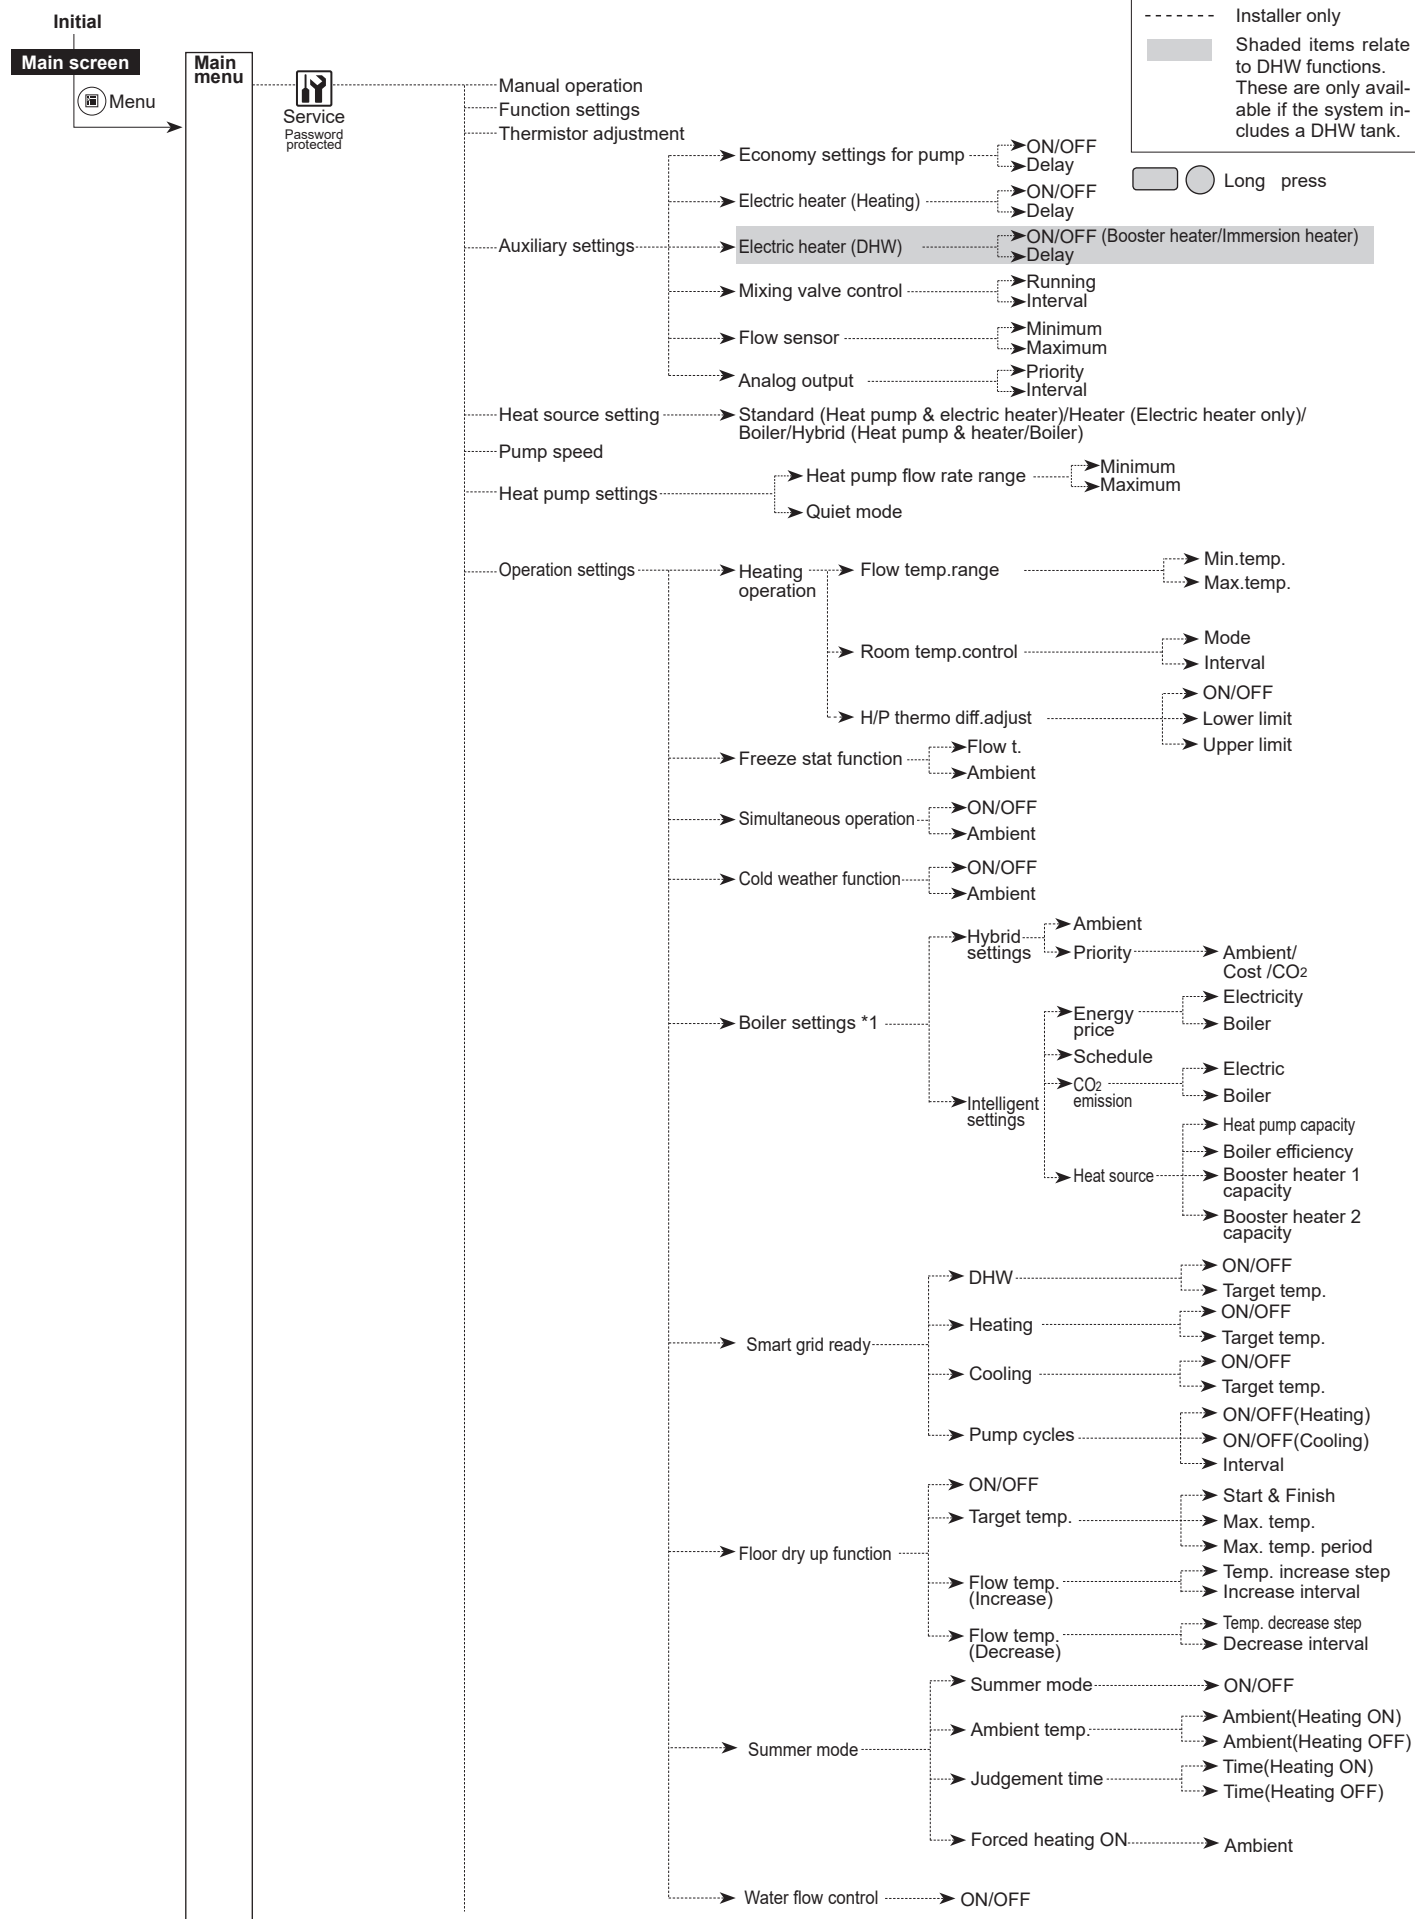 Initial
Main screen
Menu
Main
menu
Service
Password
protected
Installer only
Shaded items relate
to DHW functions.
These are only avail-
able if the system in-
cludes a DHW tank.
Long press
Manual operation
Function settings
Thermistor adjustment
Auxiliary settings
Economy settings for pump
ON/OFF
Delay
Electric heater (Heating)
ON/OFF
Delay
Electric heater (DHW)
ON/OFF (Booster heater/Immersion heater)
Delay
Mixing valve control
Running
Interval
Flow sensor
Minimum
Maximum
Analog output
Priority
Interval
Heat source setting
Standard (Heat pump & electric heater)/Heater (Electric heater only)/
Boiler/Hybrid (Heat pump & heater/Boiler)
Pump speed
Heat pump settings
Heat pump flow rate range
Minimum
Maximum
Quiet mode
Operation settings
Heating
operation
Flow temp.range
Min.temp.
Max.temp.
Room temp.control
Mode
Interval
H/P thermo diff.adjust
ON/OFF
Lower limit
Upper limit
Freeze stat function
Flow t.
Ambient
Simultaneous operation
ON/OFF
Ambient
Cold weather function
ON/OFF
Ambient
Boiler settings *1
Hybrid
settings
Ambient
Priority
Ambient/
Cost /CO2
Intelligent
settings
Energy
price
Electricity
Boiler
Schedule
CO2
emission
Electric
Boiler
Heat source
Heat pump capacity
Boiler efficiency
Booster heater 1
capacity
Booster heater 2
capacity
Smart grid ready
DHW
ON/OFF
Target temp.
Heating
ON/OFF
Target temp.
Cooling
ON/OFF
Target temp.
Pump cycles
ON/OFF(Heating)
ON/OFF(Cooling)
Interval
Floor dry up function
ON/OFF
Target temp.
Start & Finish
Max. temp.
Max. temp. period
Flow temp.
(Increase)
Temp. increase step
Increase interval
Flow temp.
(Decrease)
Temp. decrease step
Decrease interval
Summer mode
Summer mode
ON/OFF
Ambient temp.
Ambient(Heating ON)
Ambient(Heating OFF)
Judgement time
Time(Heating ON)
Time(Heating OFF)
Forced heating ON
Ambient
Water flow control
ON/OFF